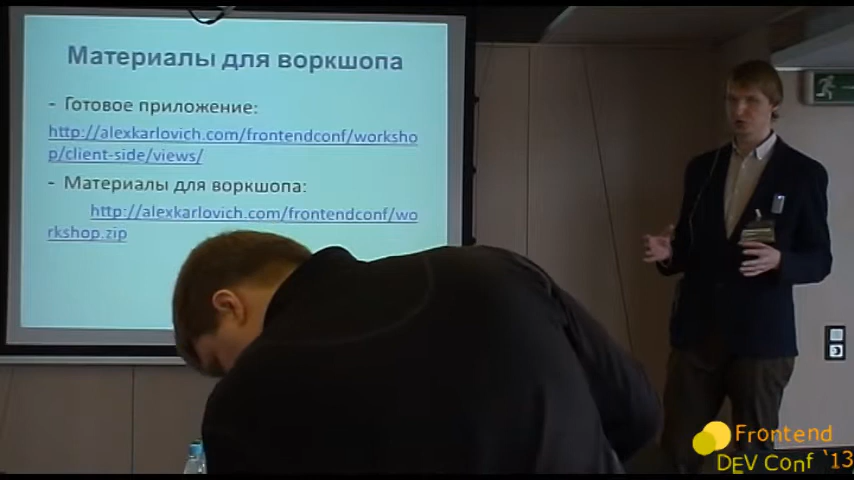 Материалы для воркшопа
- Готовое приложение:
http://alexkarlovich.com/frontendconf/worksho
p/client-side/views/
- Материалы для воркшопа:
http://alexkarlovich.com/frontendconf/wo
rkshop.zip
Frontend
DEV Conf '13